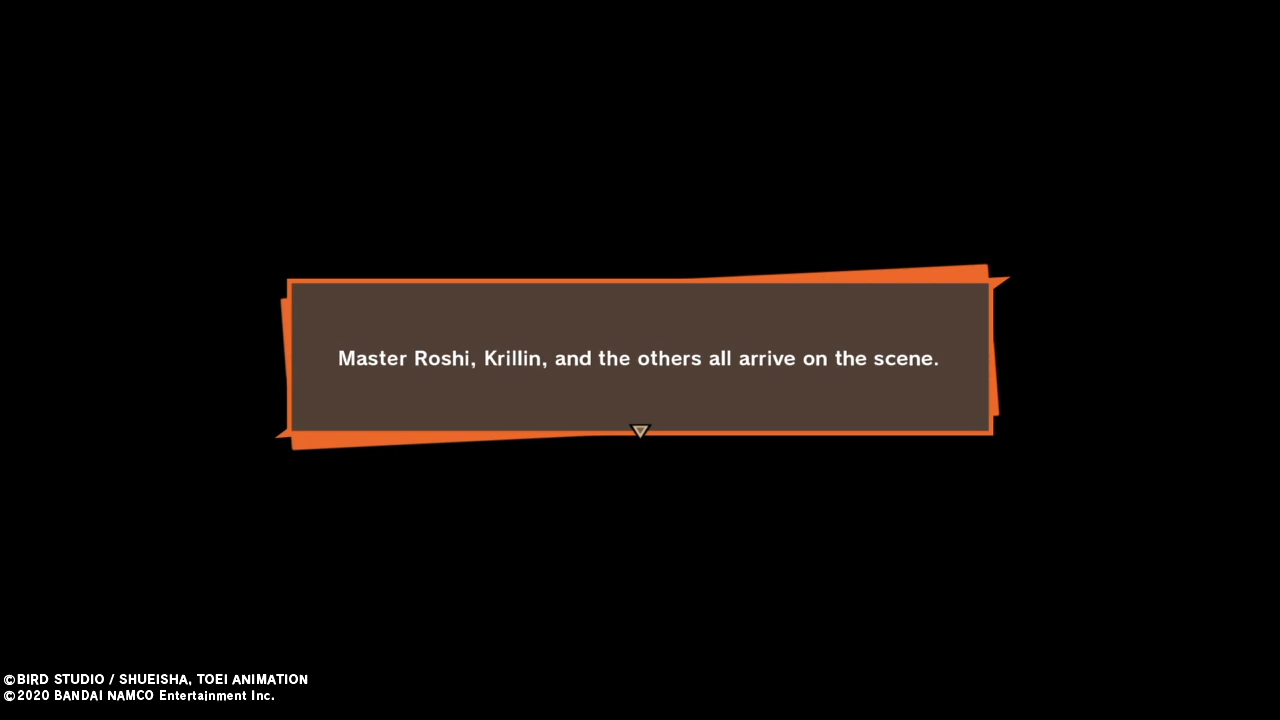 Master Roshi, Krillin, and the others all arrive on the scene.
©BIRD STUDIO / SHUEISHA, TOEI ANIMATION
©2020 BANDAI NAMCO Entertainment Inc.